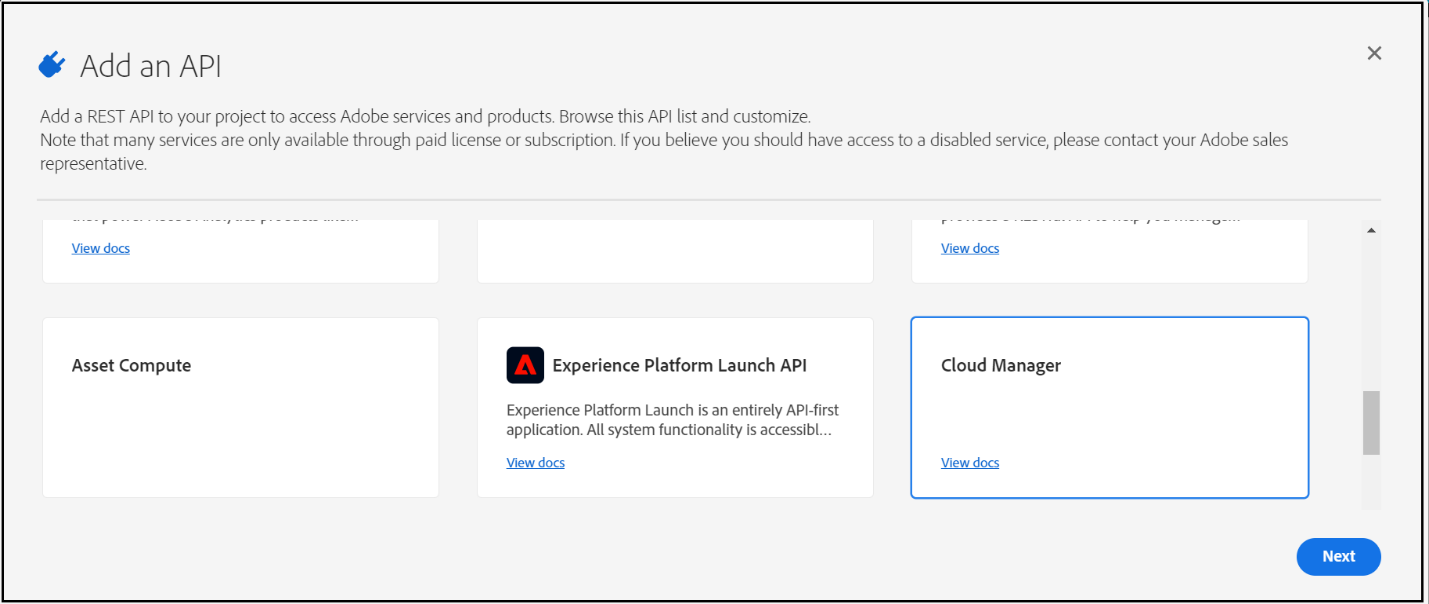 Add an API
Add a REST API to your project to access Adobe services and products. Browse this API list and customize.
Note that many services are only available through paid license or subscription. If you believe you should have access to a disabled service, please contact your Adobe sales
representative.
View docs
View docs
Asset Compute
Experience Platform Launch API
Experience Platform Launch is an entirely API-first
application. All system functionality is accessibl...
View docs
Cloud Manager
View docs
Next